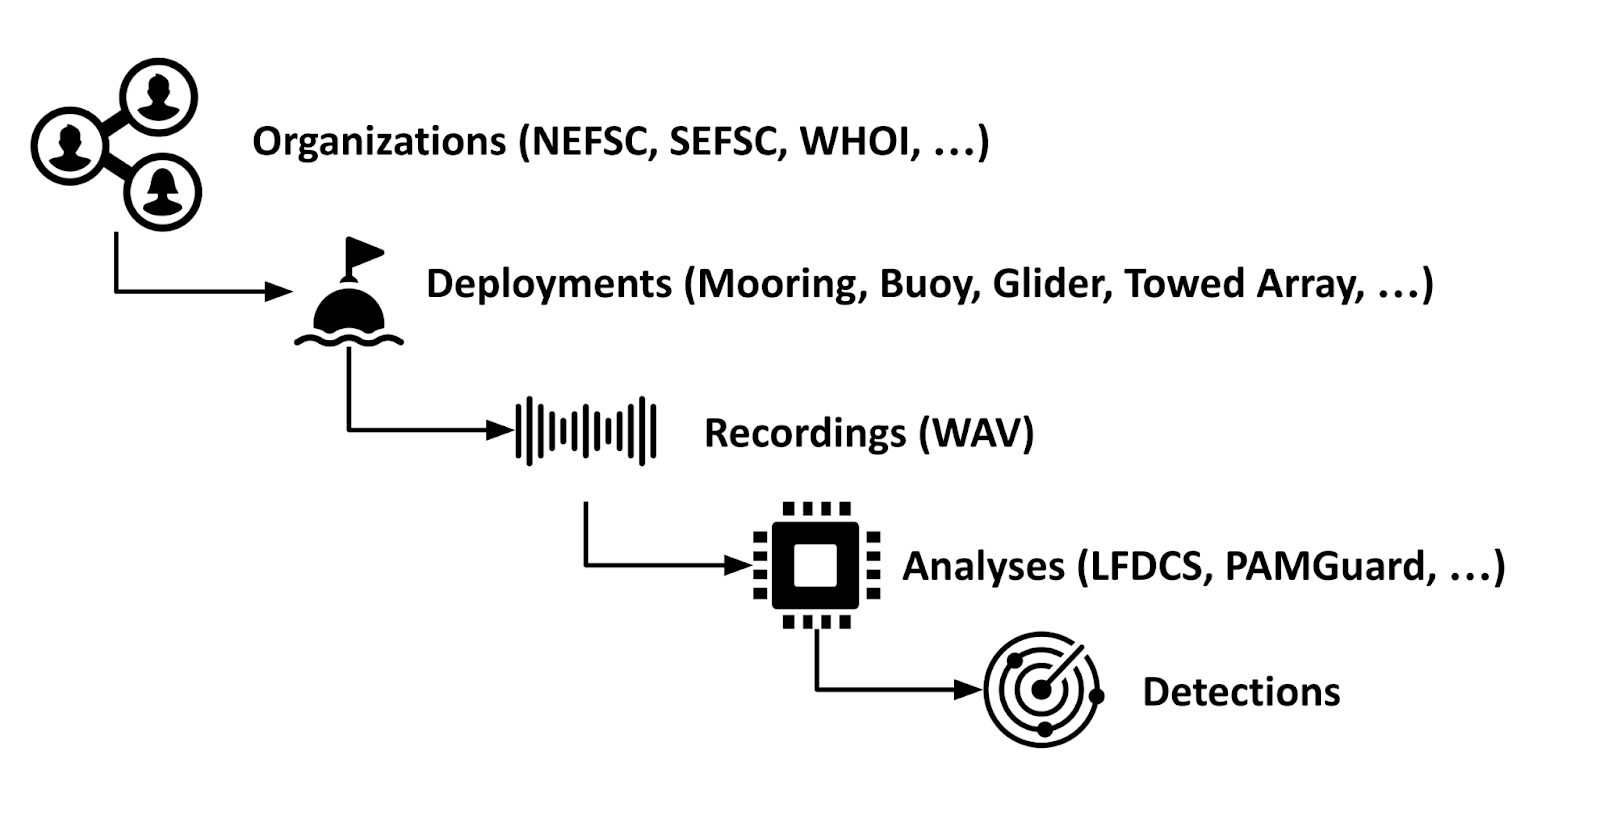 Organizations (NEFSC, SEFSC, WHOI, …)
Deployments (Mooring, Buoy, Glider, Towed Array, …)
Recordings (WAV)
Analyses (LFDCS, PAMGuard, …)
Detections